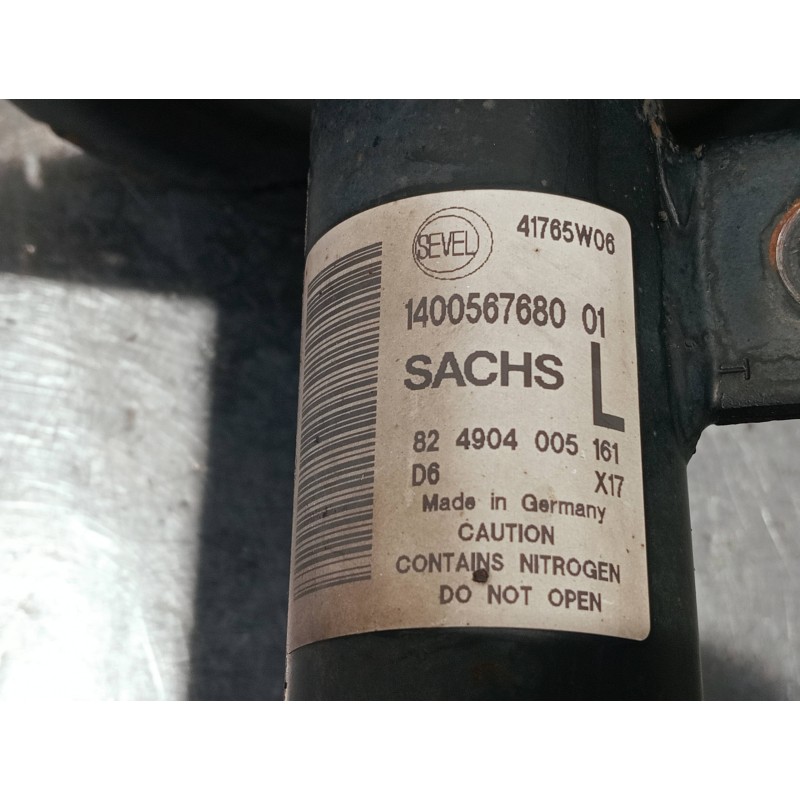 SEVEL 41765W06
1400567680 01
SACHS L
82 4904 005 161
D6 X17
Made in Germany
CAUTION
CONTAINS NITROGEN
DO NOT OPEN